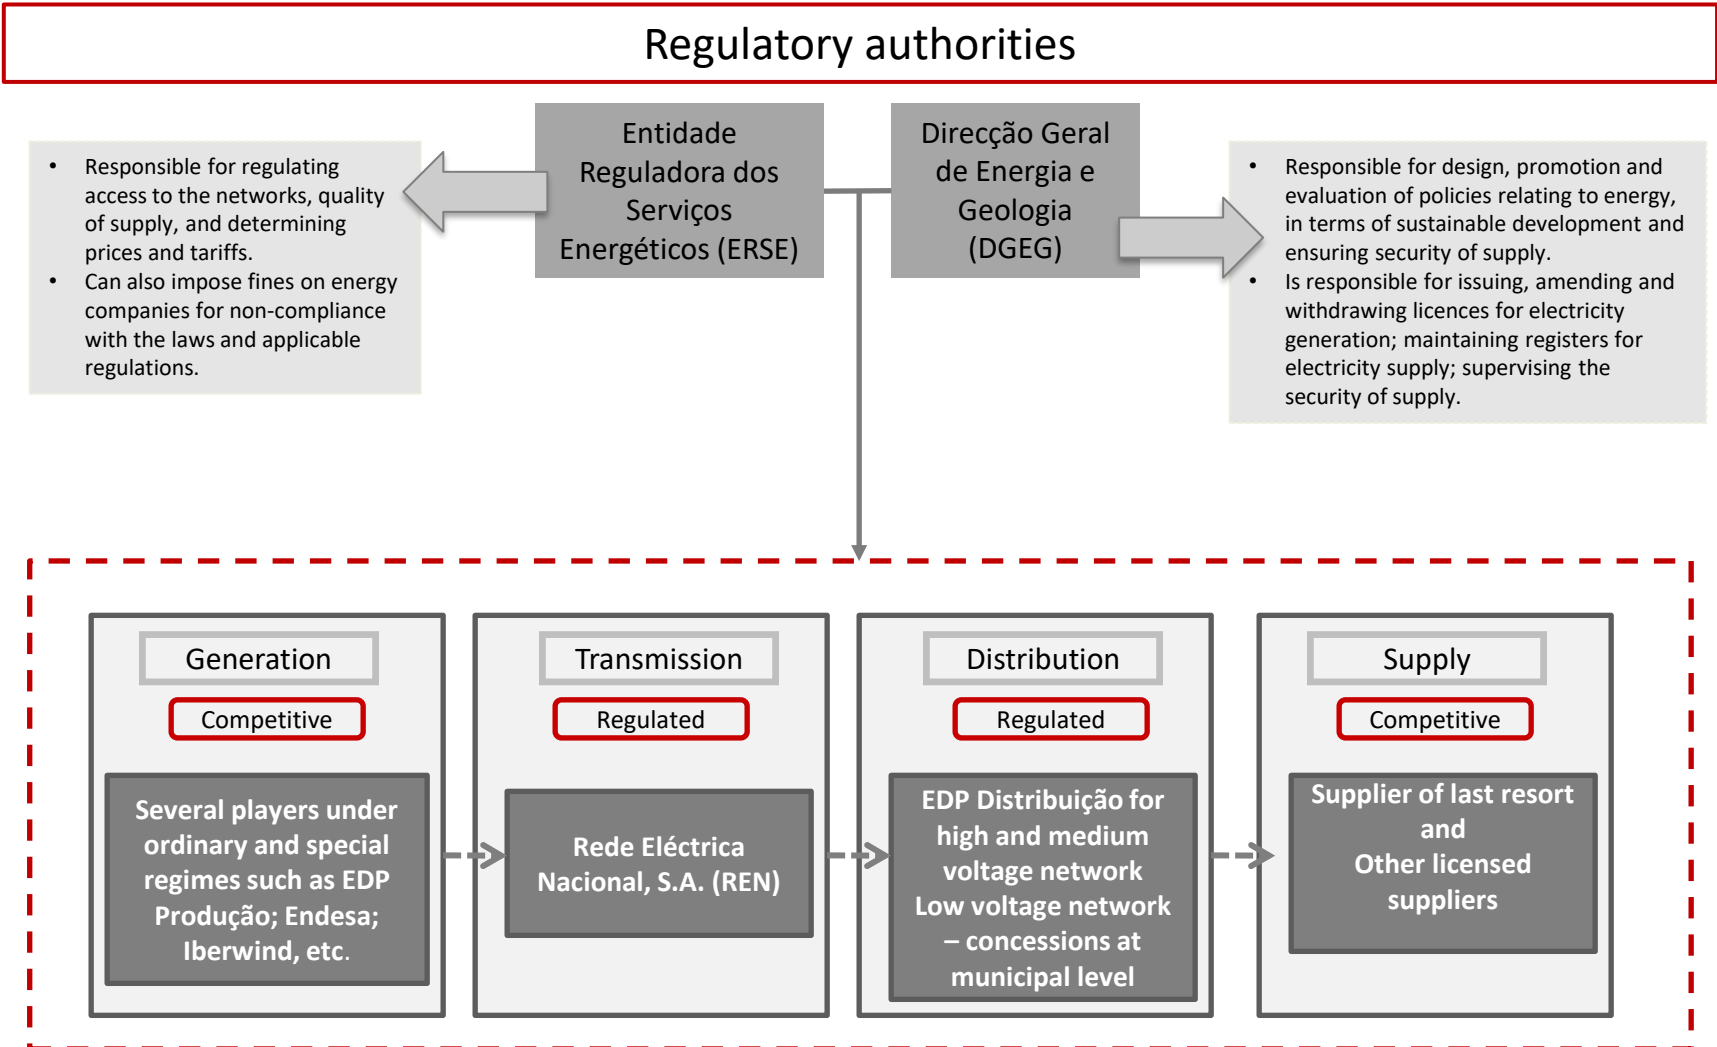 Regulatory authorities
Entidade
Reguladora dos
Serviços
Energéticos (ERSE)
Direcção Geral
de Energia e
Geologia
(DGEG)
• Responsible for regulating
access to the networks, quality
of supply, and determining
prices and tariffs.
• Can also impose fines on energy
companies for non-compliance
with the laws and applicable
regulations.
• Responsible for design, promotion and
evaluation of policies relating to energy,
in terms of sustainable development and
ensuring security of supply.
• Is responsible for issuing, amending and
withdrawing licences for electricity
generation; maintaining registers for
electricity supply; supervising the
security of supply.
Generation
Competitive
Several players under
ordinary and special
regimes such as EDP
Produção; Endesa;
Iberwind, etc.
Transmission
Regulated
Rede Eléctrica
Nacional, S.A. (REN)
Distribution
Regulated
EDP Distribuição for
high and medium
voltage network
Low voltage network
– concessions at
municipal level
Supply
Competitive
Supplier of last resort
and
Other licensed
suppliers